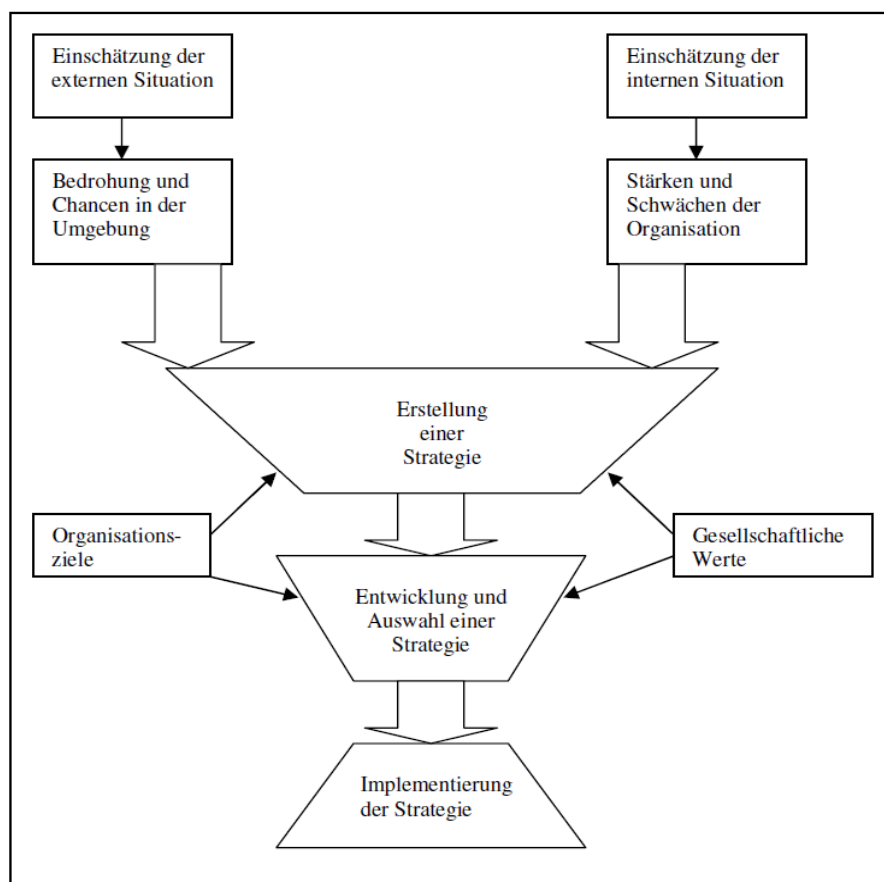 Einschätzung der
externen Situation
Einschätzung der
internen Situation
Bedrohung und
Chancen in der
Umgebung
Stärken und
Schwächen der
Organisation
Erstellung
einer
Strategie
Organisations-
ziele
Gesellschaftliche
Werte
Entwicklung und
Auswahl einer
Strategie
Implementierung
der Strategie